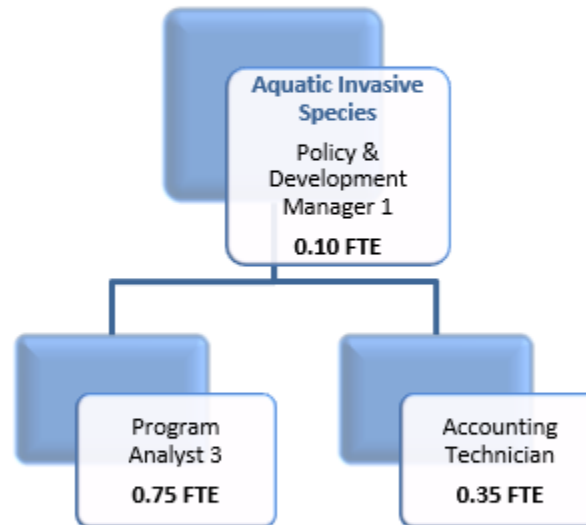 Aquatic Invasive
Species
Policy &
Development
Manager 1
0.10 FTE
Program
Analyst 3
0.75 FTE
Accounting
Technician
0.35 FTE